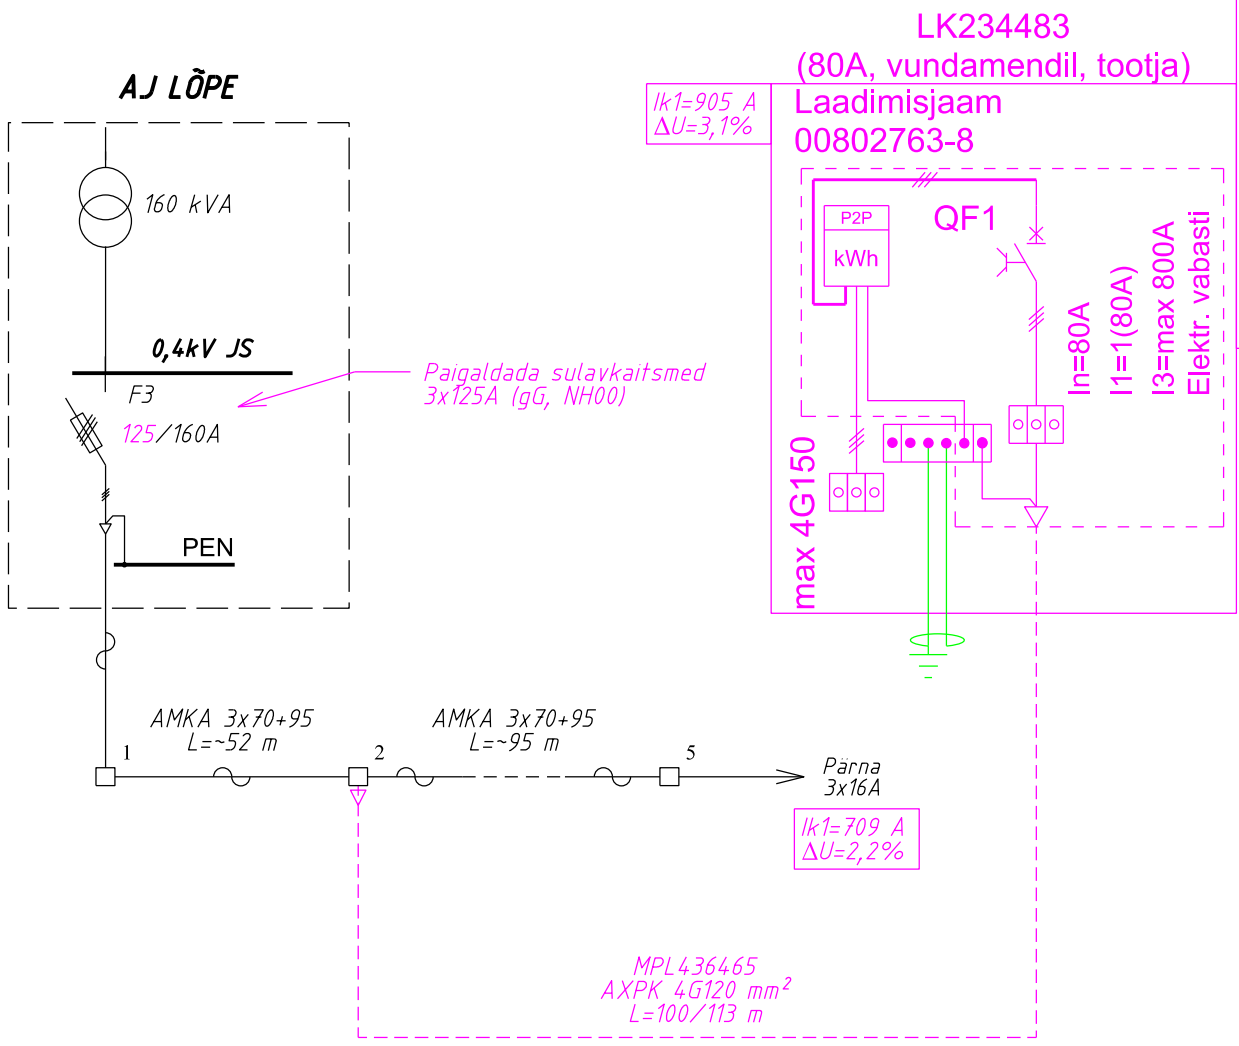 LK234483
(80A, vundamendil, tootja)
Laadimisjaam
00802763-8
Ik1=905 A
ΔU=3,1%
AJ LÕPE
160 kVA
0,4kV JS
F3
125/160A
Paigaldada sulavkaitsmed
3x125A (gG, NH00)
PEN
P2P
kWh
QF1
In=80A
I1=1(80A)
I3=max 800A
Elektr. vabasti
max 4G150
AMKA 3x70+95
L=~52 m
AMKA 3x70+95
L=~95 m
1
2
5
Pärna
3x16A
Ik1=709 A
ΔU=2,2%
MPL436465
AXPK 4G120 mm²
L=100/113 m